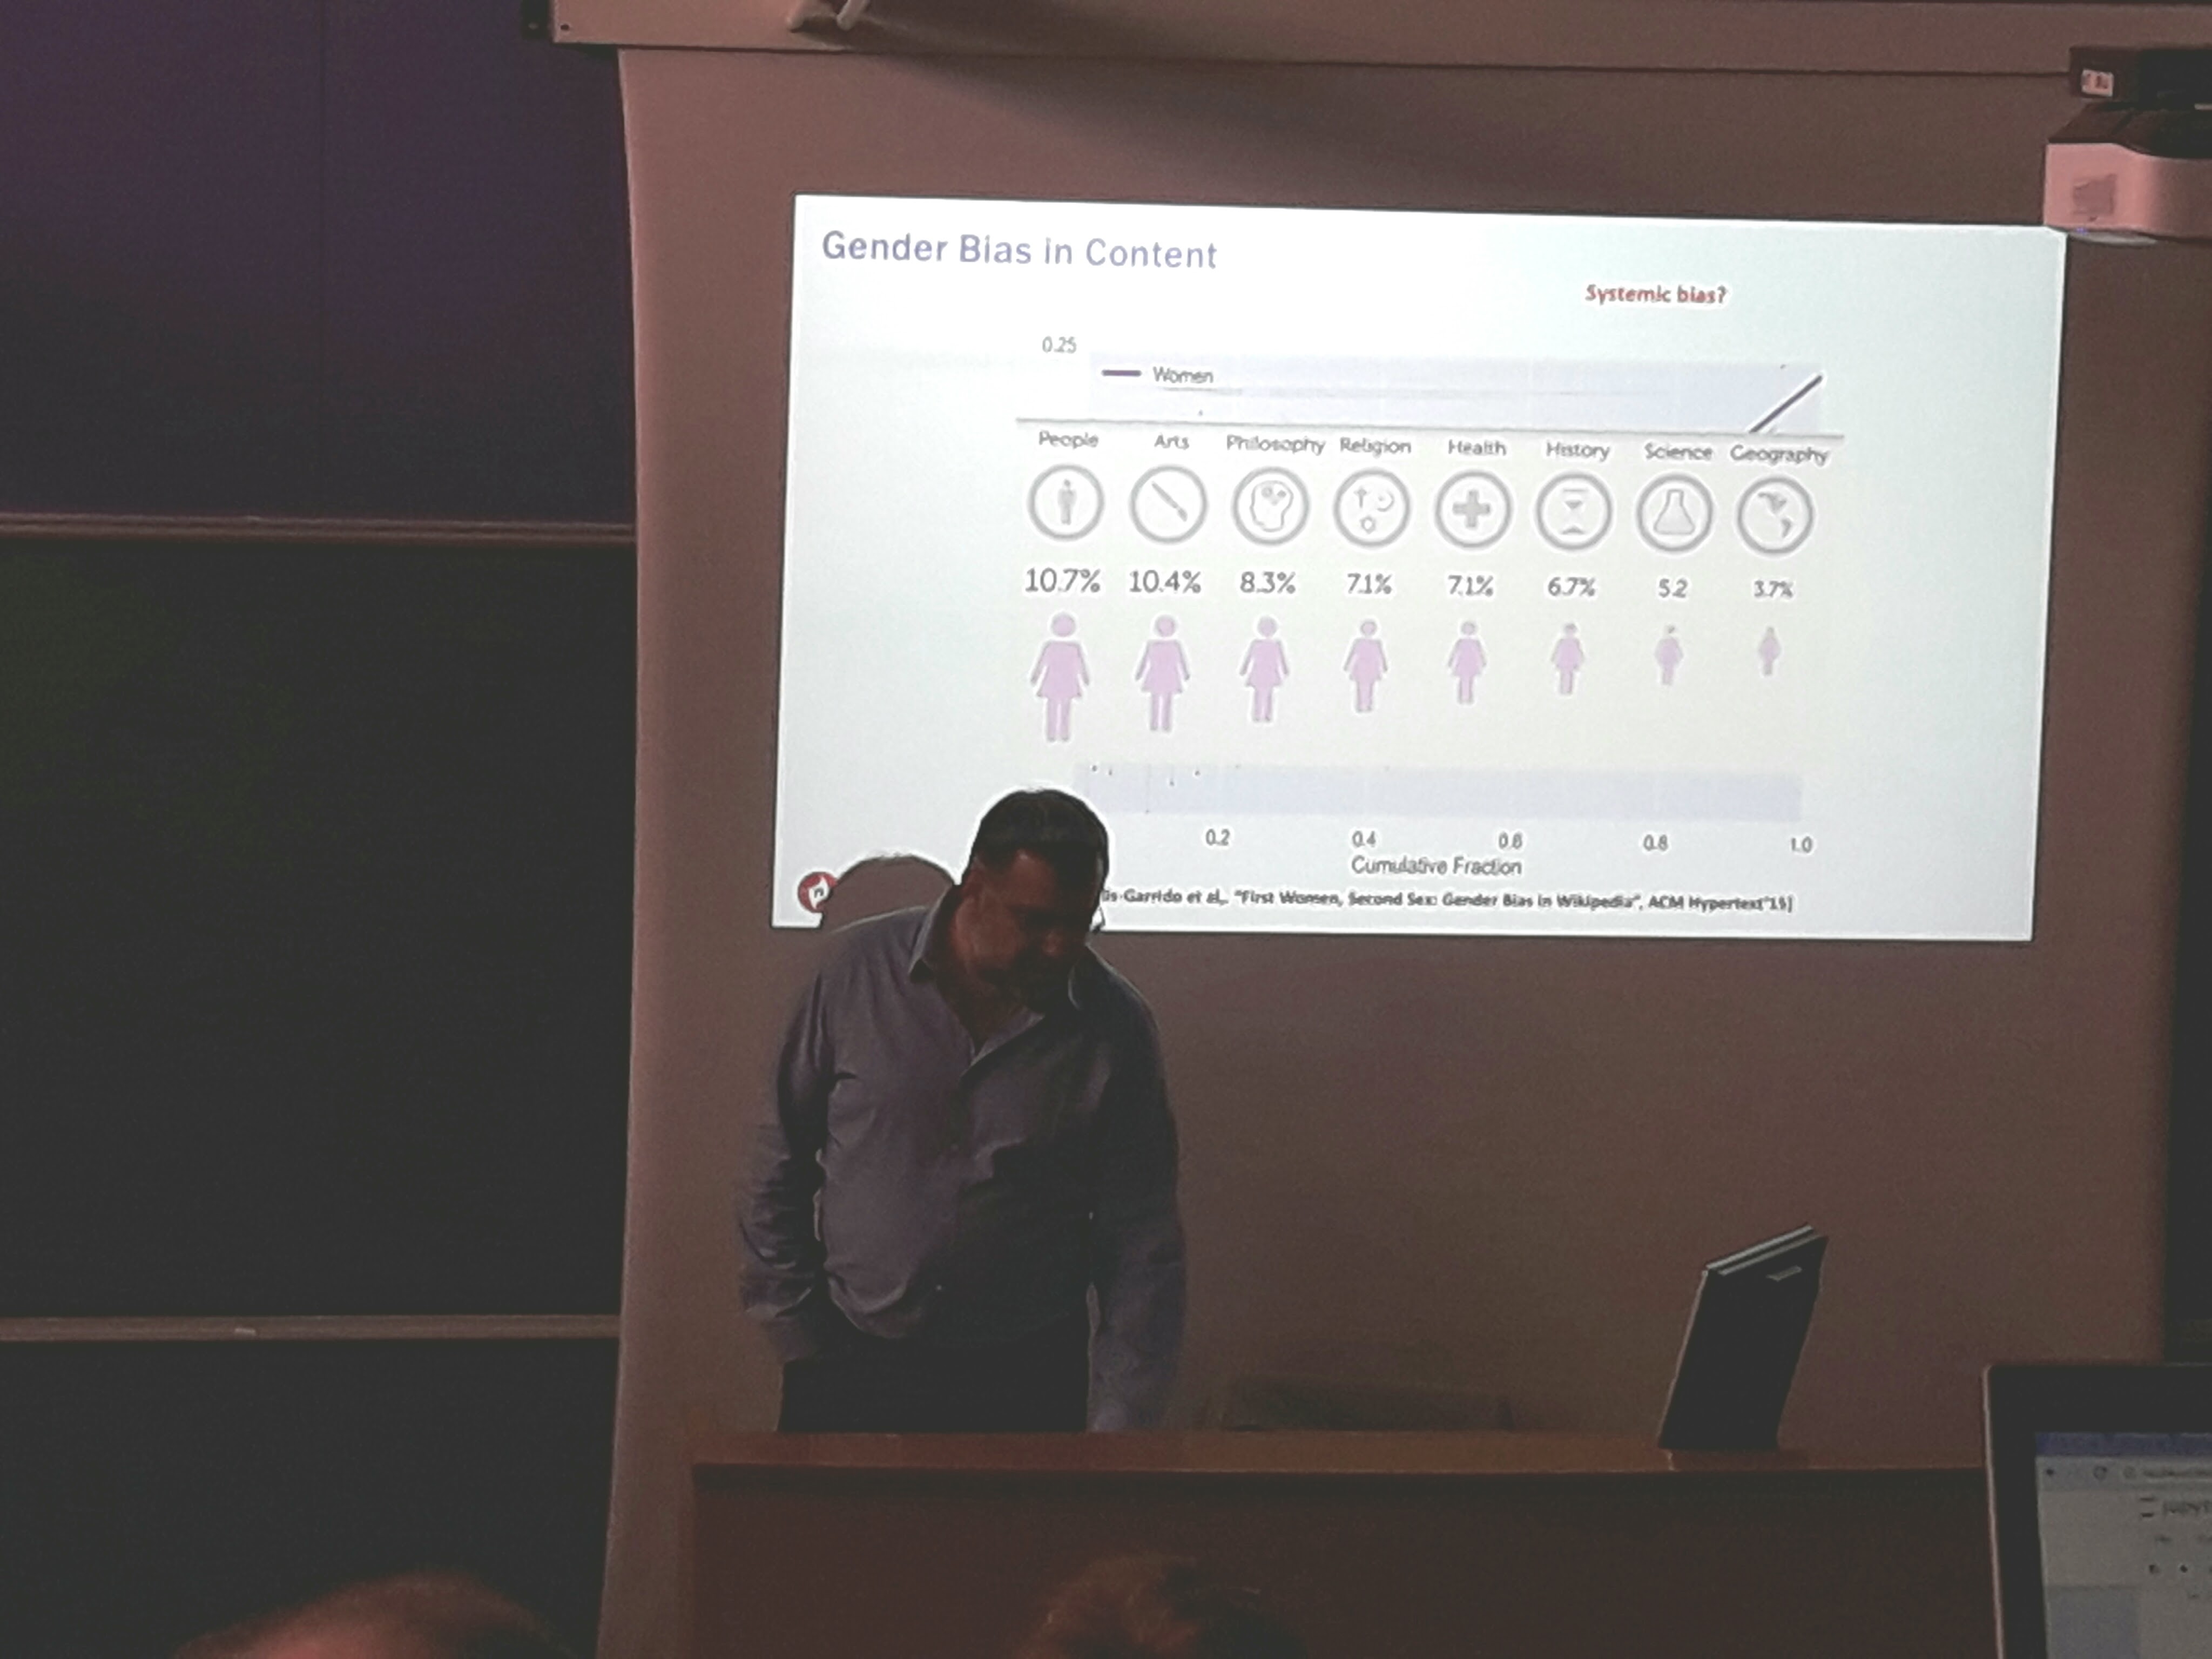 Gender Bias in Content
Systemic bias?
0.25
Women
People Arts Philosophy Religion Health History Science Geography
10.7% 10.4% 8.3% 7.1% 7.1% 6.7% 5.2 3.7%
0.2 0.4 0.6 0.8 1.0
Cumulative Fraction
Garrido et al., "First Women, Second Sex: Gender Bias in Wikipedia", ACM Hypertext'15]